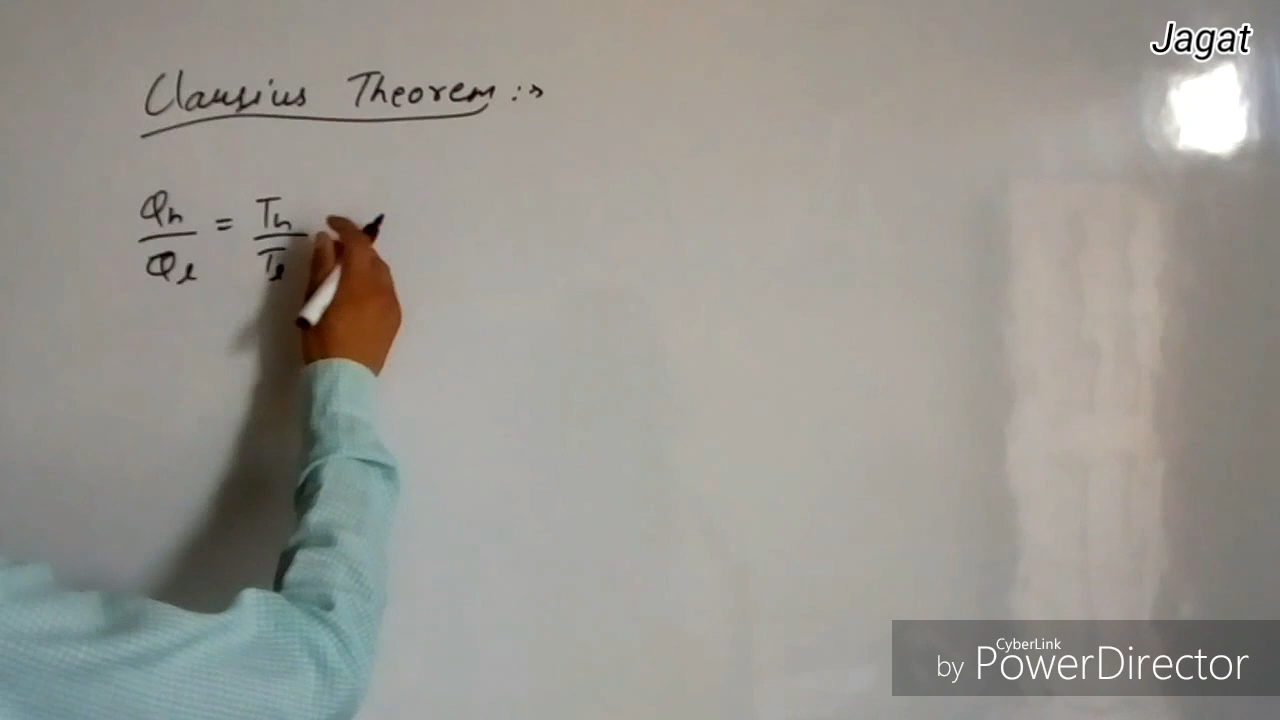 Jagat
Clausius Theorem :→
Qh/Ql = Th/Tl
CyberLink
by PowerDirector